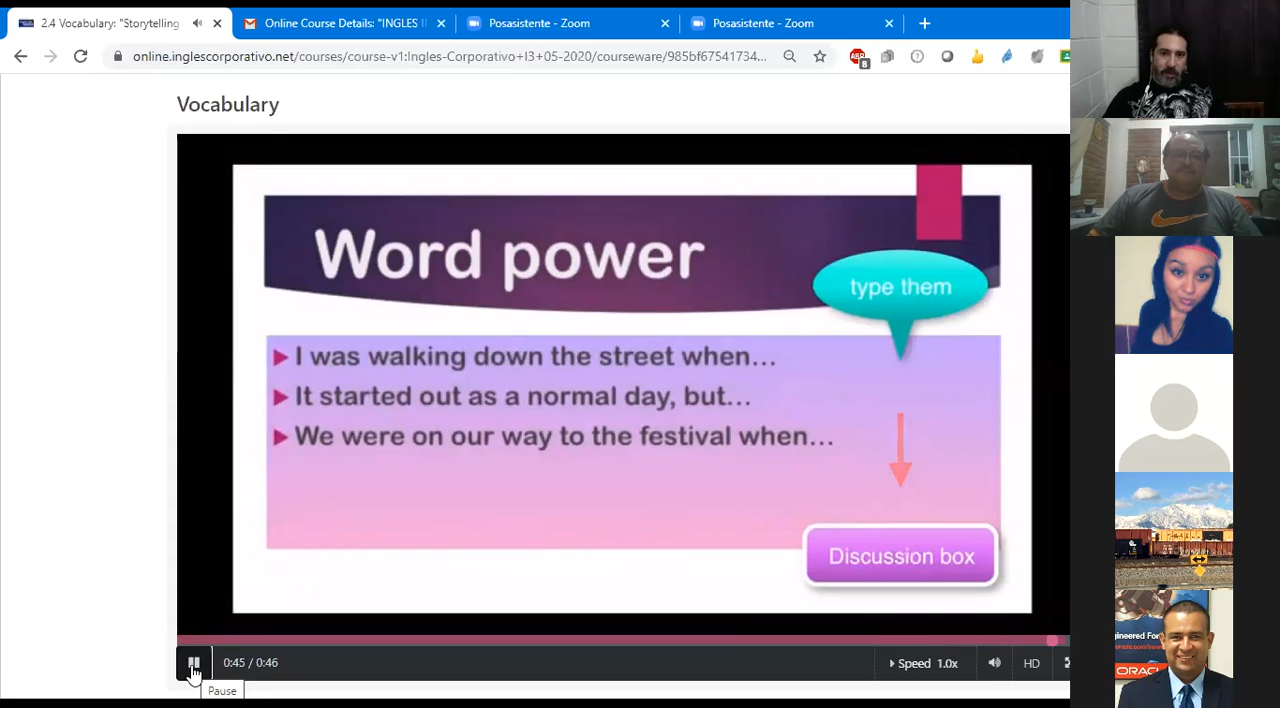 2.4 Vocabulary: "Storytelling
Online Course Details: "INGLES I
Posasistente - Zoom
Posasistente - Zoom
online.inglescorporativo.net/courses/course-v1:Ingles-Corporativo+I3+05-2020/courseware/985bf67541734...
8
Vocabulary
Word power
type them
I was walking down the street when...
It started out as a normal day, but...
We were on our way to the festival when...
Discussion box
0:45 / 0:46
Speed 1.0x
HD
Pause
ORACL